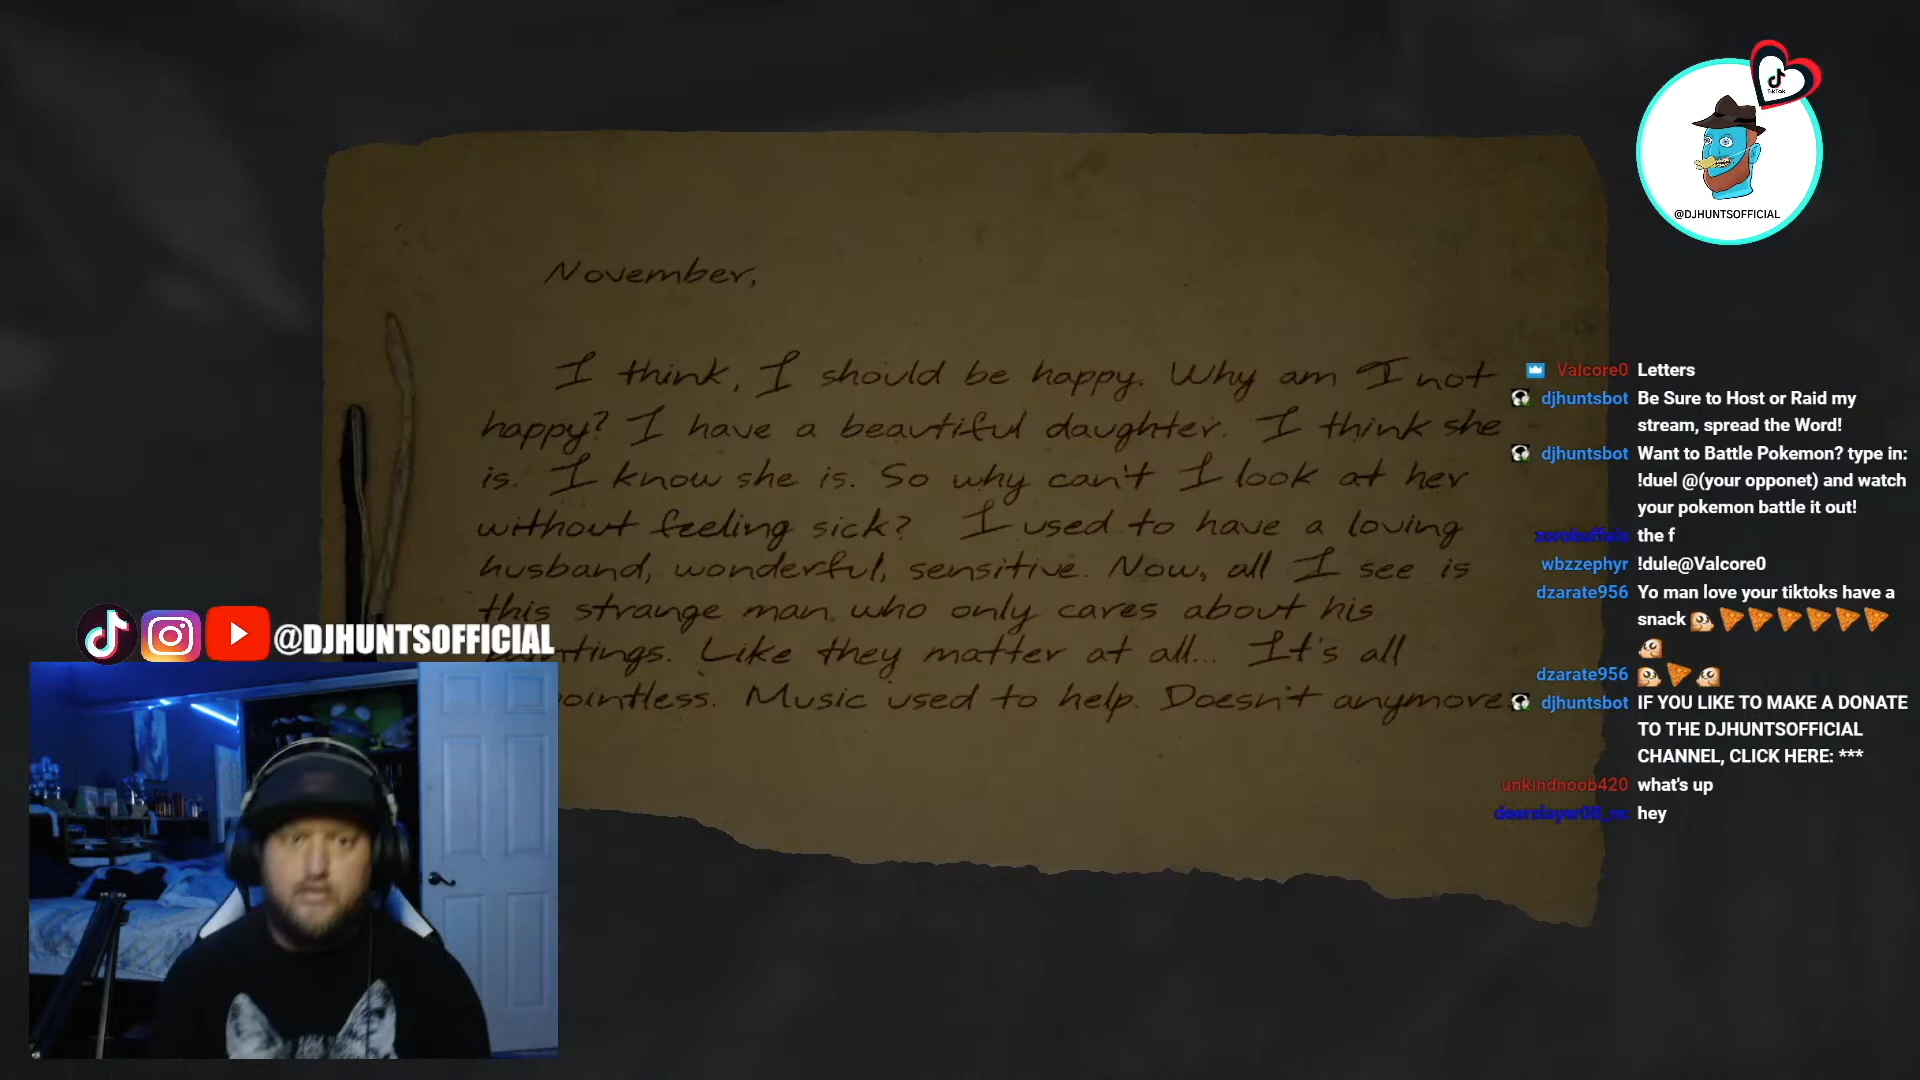 TikTok
@DJHUNTSOFFICIAL
November,
I think, I should be happy. Why am I not
happy? I have a beautiful daughter. I think she
is. I know she is. So why can't I look at her
without feeling sick? I used to have a loving
husband, wonderful, sensitive. Now, all I see is
this strange man who only cares about his
paintings. Like they matter at all... It's all
pointless. Music used to help. Doesn't anymore
@DJHUNTSOFFICIAL
Valcore0 Letters
djhuntsbot Be Sure to Host or Raid my
stream, spread the Word!
djhuntsbot Want to Battle Pokemon? type in:
!duel @(your opponet) and watch
your pokemon battle it out!
zorobuffalo the f
wbzzephyr !dule@Valcore0
dzarate956 Yo man love your tiktoks have a
snack
dzarate956
djhuntsbot IF YOU LIKE TO MAKE A DONATE
TO THE DJHUNTSOFFICIAL
CHANNEL, CLICK HERE: ***
unkindnoob420 what's up
hey